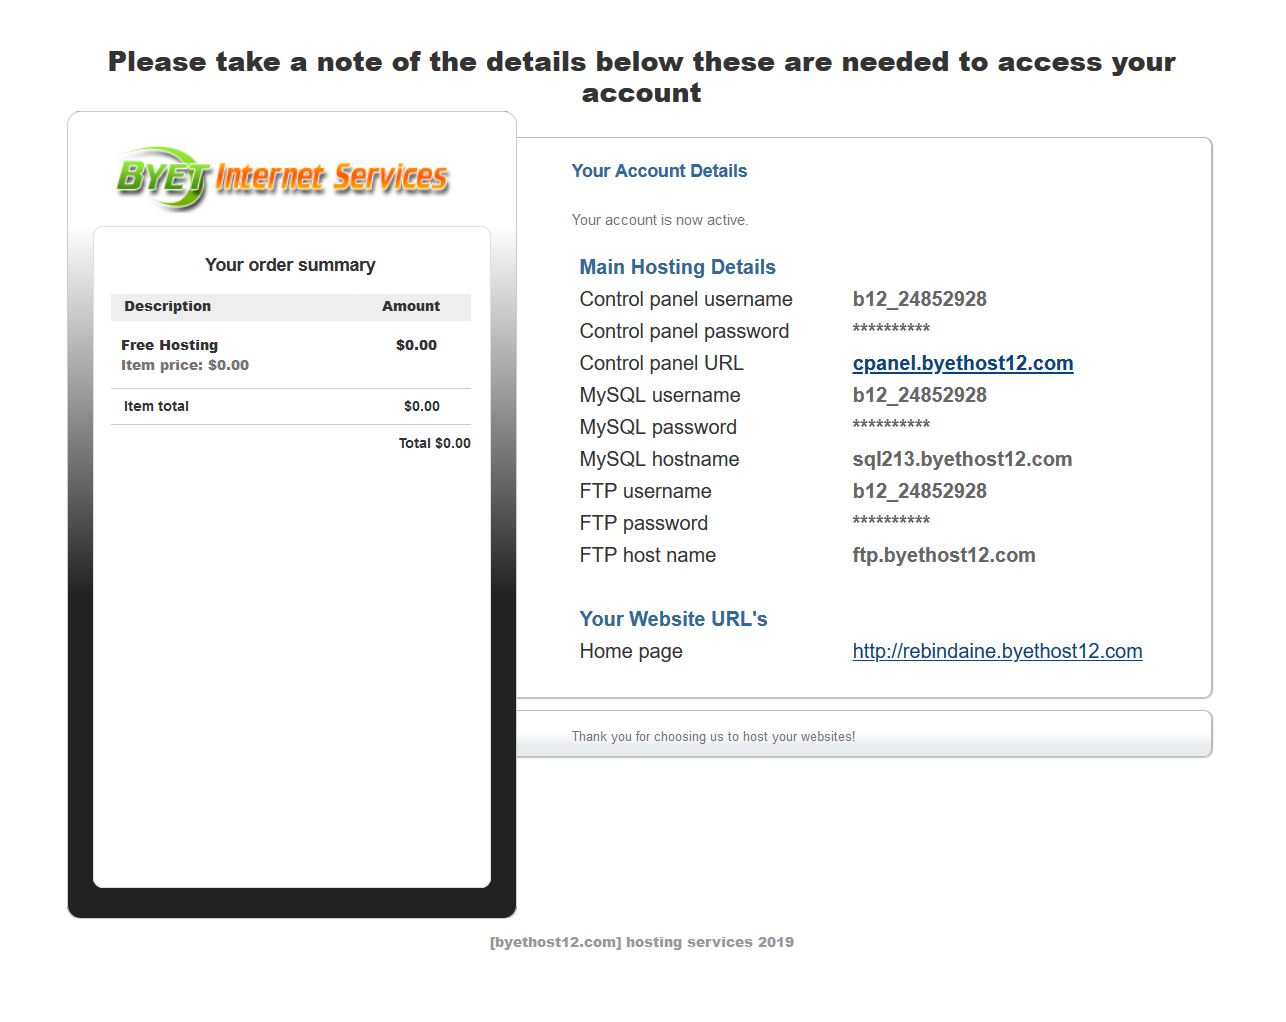 Please take a note of the details below these are needed to access your
account
BYET Internet Services
Your order summary
Description Amount
Free Hosting $0.00
Item price: $0.00
Item total $0.00
Total $0.00
Your Account Details
Your account is now active.
Main Hosting Details
Control panel username b12_24852928
Control panel password **********
Control panel URL cpanel.byethost12.com
MySQL username b12_24852928
MySQL password **********
MySQL hostname sql213.byethost12.com
FTP username b12_24852928
FTP password **********
FTP host name ftp.byethost12.com
Your Website URL's
Home page http://rebindaine.byethost12.com
Thank you for choosing us to host your websites!
[byethost12.com] hosting services 2019